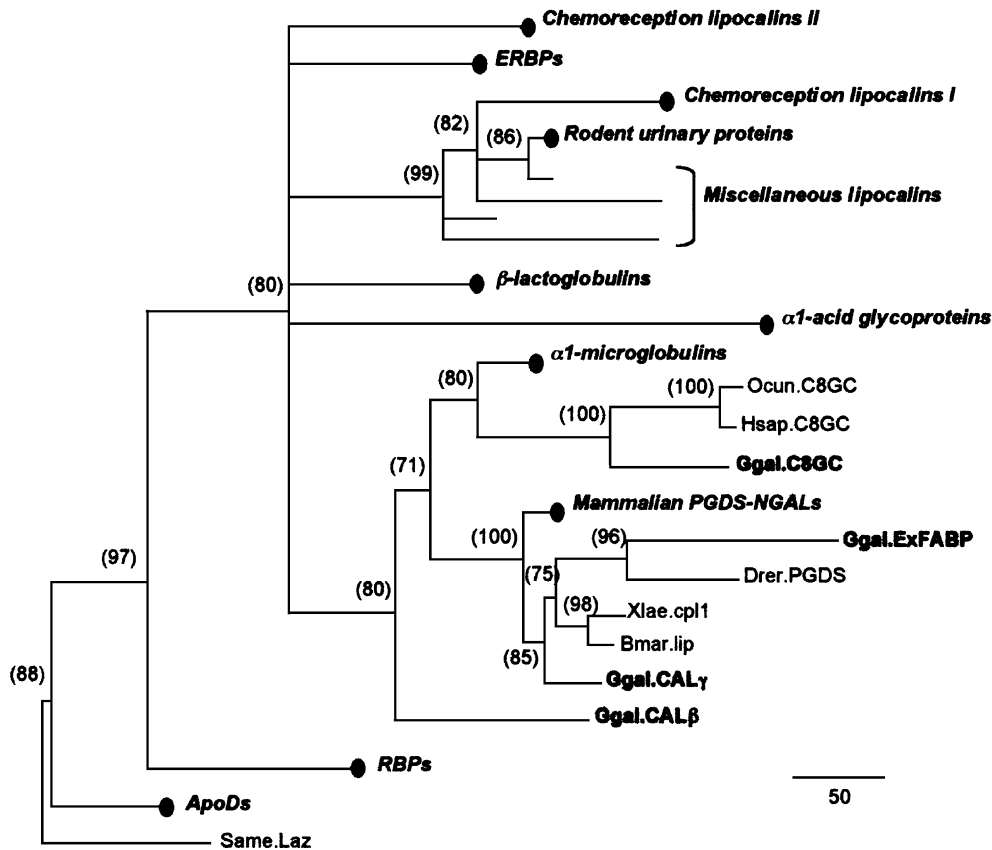 Chemoreception lipocalins II
ERBPs
Chemoreception lipocalins I
(82)
(86)
Rodent urinary proteins
(99)
Miscellaneous lipocalins
β-lactoglobulins
(80)
α1-acid glycoproteins
α1-microglobulins
(80)
(100)
Ocun.C8GC
(100)
Hsap.C8GC
Ggal.C8GC
(71)
Mammalian PGDS-NGALs
(100)
(96)
Ggal.ExFABP
(97)
(75)
Drer.PGDS
(80)
(98)
Xlae.cpl1
Bmar.lip
(85)
(88)
Ggal.CALγ
Ggal.CALβ
RBPs
50
ApoDs
Same.Laz